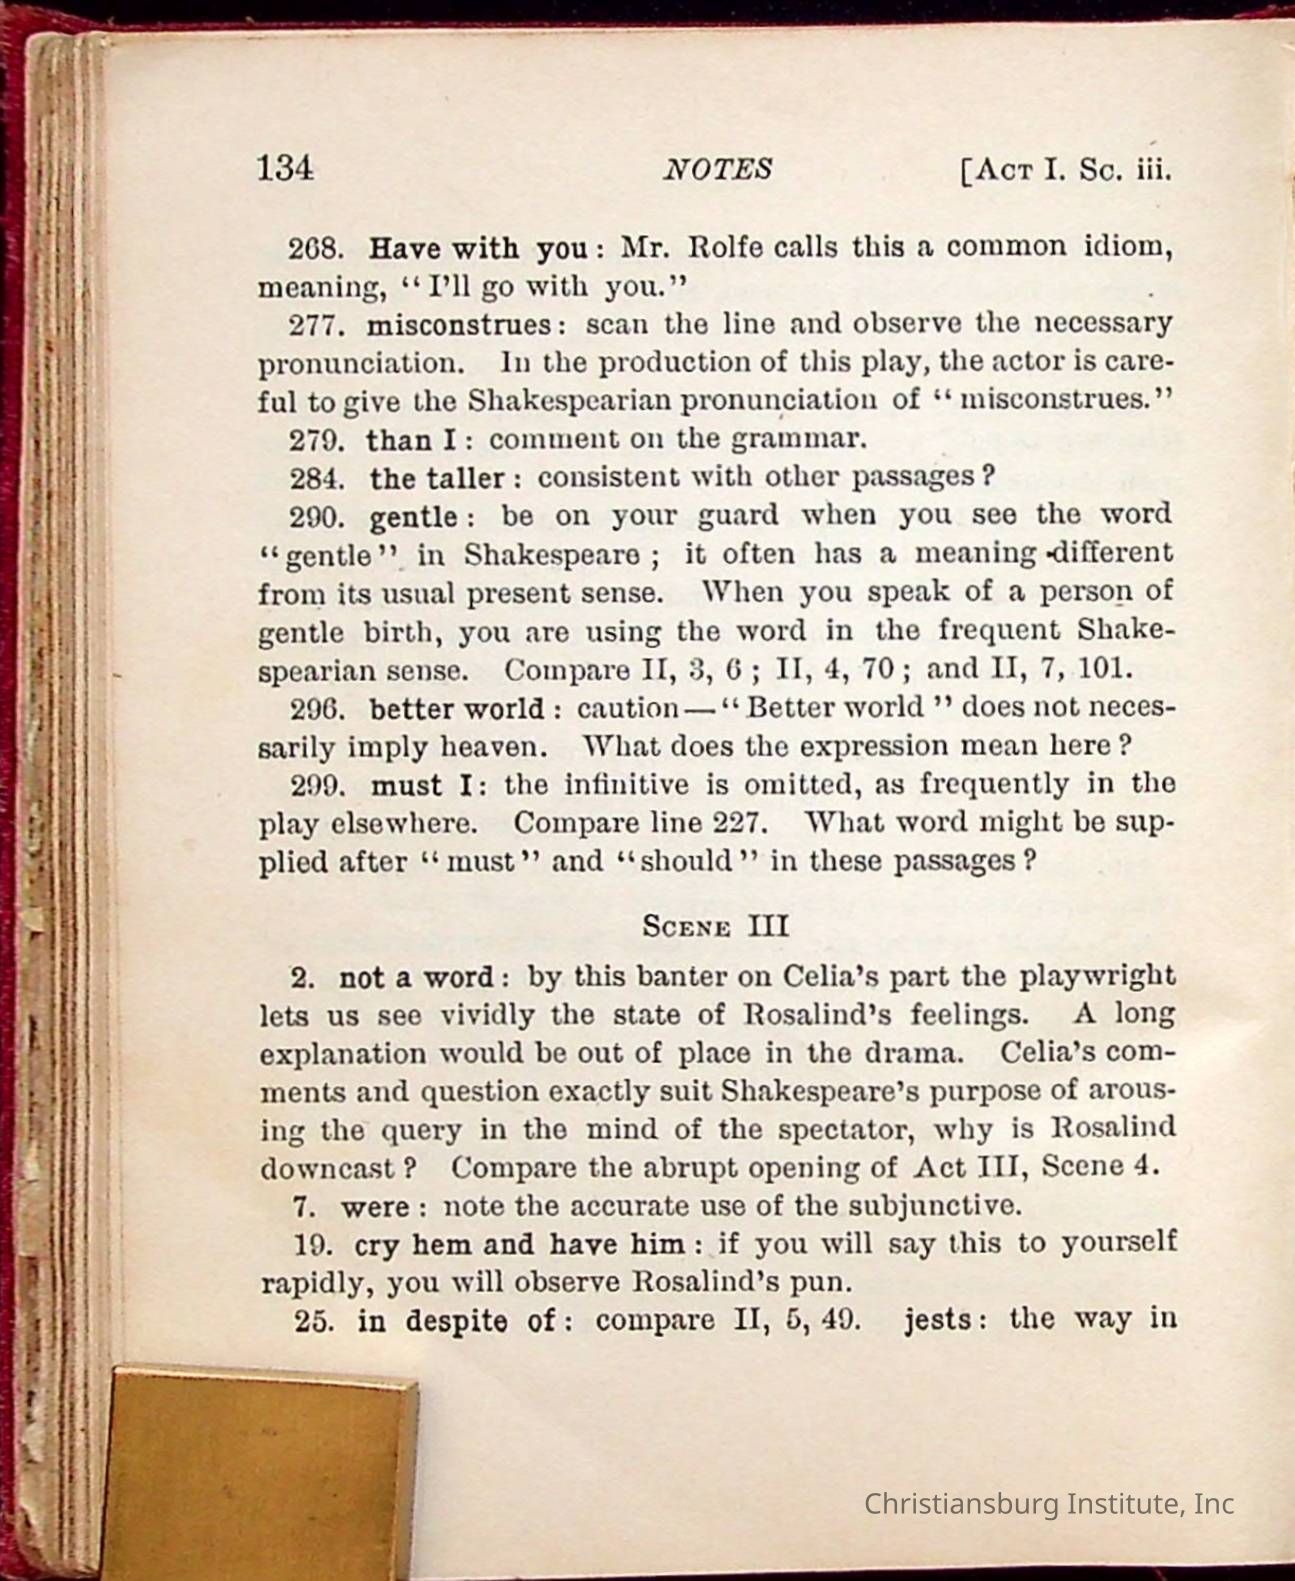 134 NOTES [ACT I. Sc. iii.
268. Have with you: Mr. Rolfe calls this a common idiom,
meaning, "I'll go with you."
277. misconstrues: scan the line and observe the necessary
pronunciation. In the production of this play, the actor is care-
ful to give the Shakespearian pronunciation of "misconstrues."
279. than I: comment on the grammar.
284. the taller: consistent with other passages?
290. gentle: be on your guard when you see the word
"gentle" in Shakespeare; it often has a meaning different
from its usual present sense. When you speak of a person of
gentle birth, you are using the word in the frequent Shake-
spearian sense. Compare II, 3, 6; II, 4, 70; and II, 7, 101.
296. better world: caution—"Better world" does not neces-
sarily imply heaven. What does the expression mean here?
299. must I: the infinitive is omitted, as frequently in the
play elsewhere. Compare line 227. What word might be sup-
plied after "must" and "should" in these passages?
SCENE III
2. not a word: by this banter on Celia's part the playwright
lets us see vividly the state of Rosalind's feelings. A long
explanation would be out of place in the drama. Celia's com-
ments and question exactly suit Shakespeare's purpose of arous-
ing the query in the mind of the spectator, why is Rosalind
downcast? Compare the abrupt opening of Act III, Scene 4.
7. were: note the accurate use of the subjunctive.
19. cry hem and have him: if you will say this to yourself
rapidly, you will observe Rosalind's pun.
25. in despite of: compare II, 5, 49. jests: the way in
Christiansburg Institute, Inc